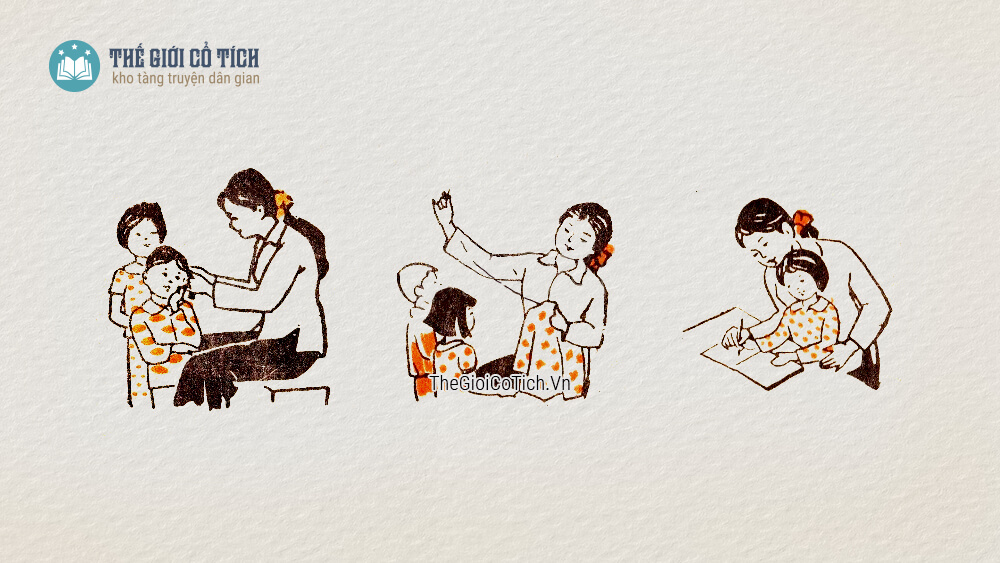 THẾ GIỚI CỔ TÍCH
kho tàng truyện dân gian
TheGioiCoTich.Vn